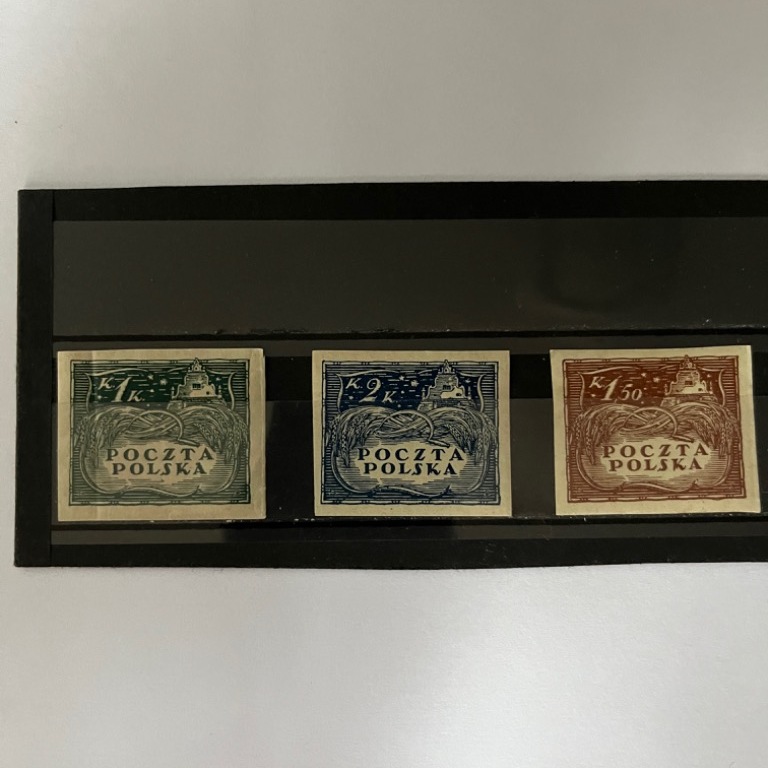 K 1 K
POCZTA
POLSKA
K 2 K
POCZTA
POLSKA
K 1,50
POCZTA
POLSKA